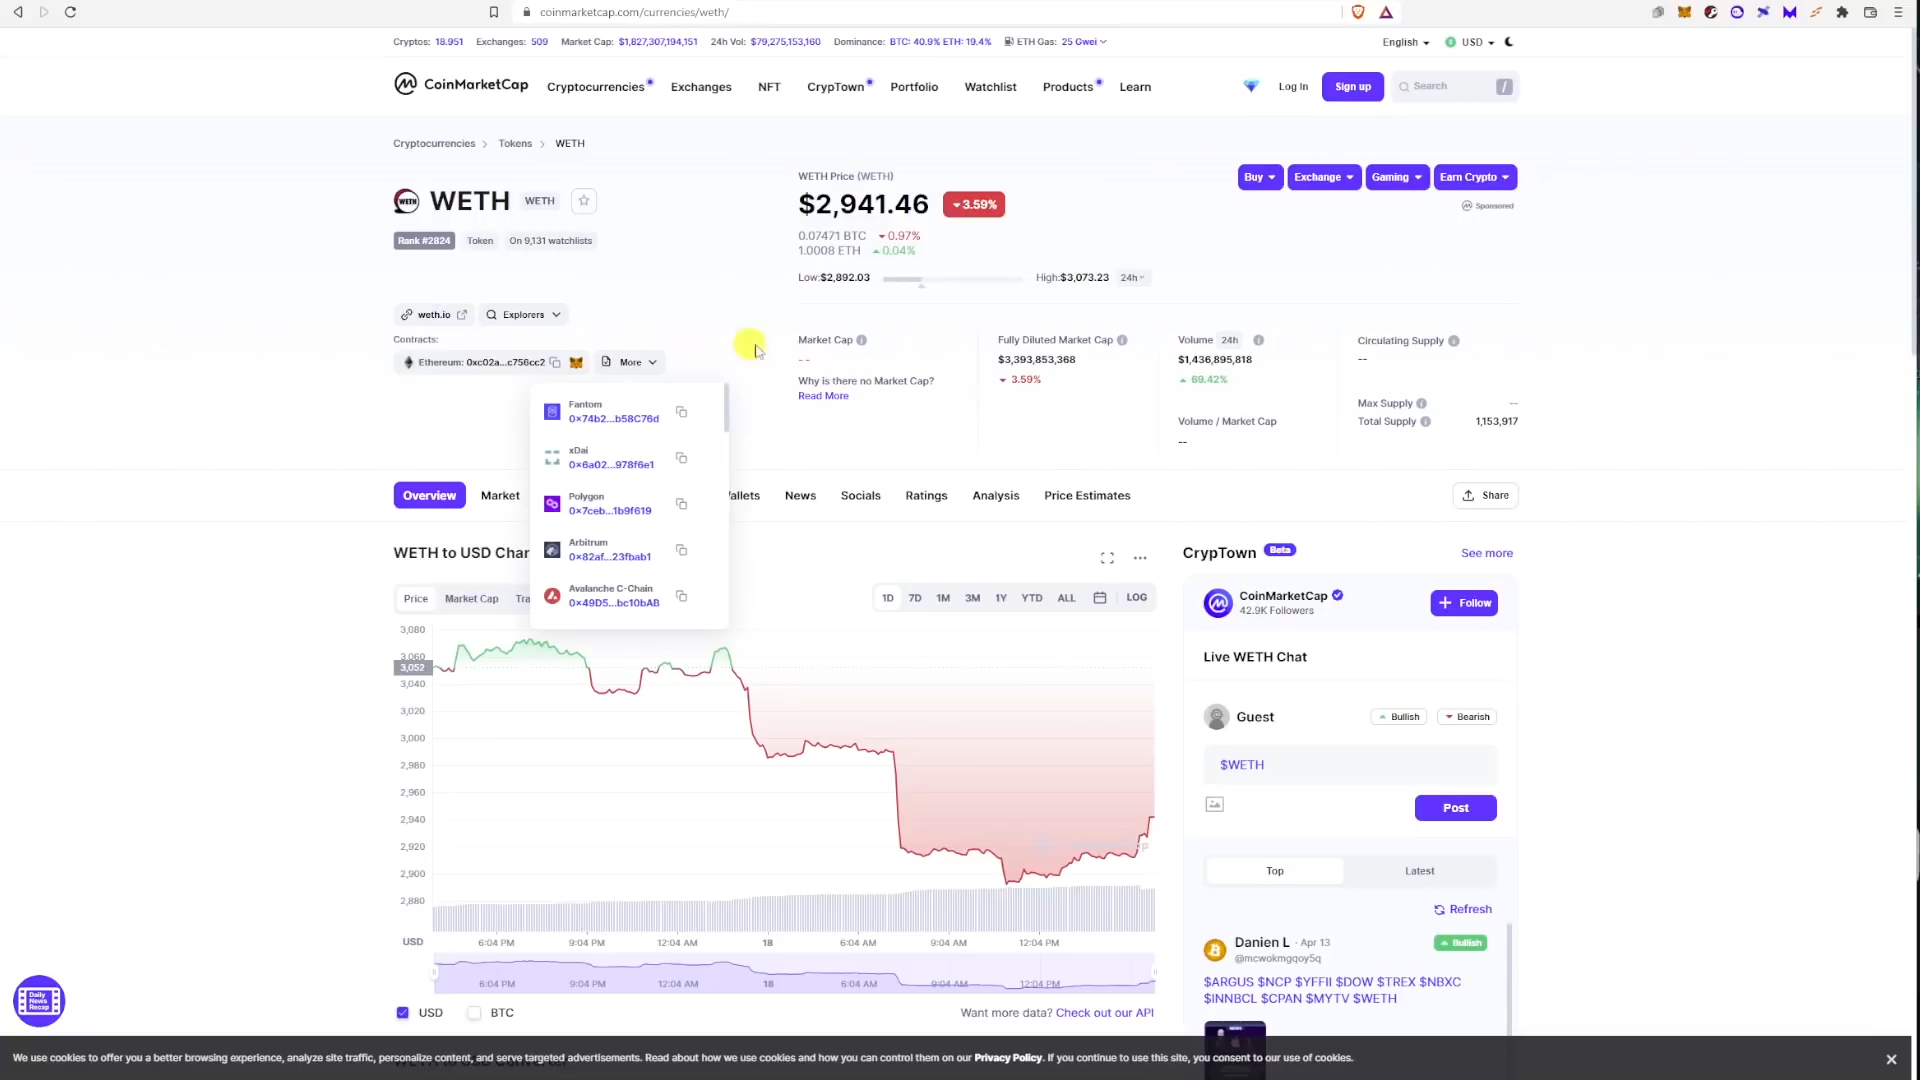 coinmarketcap.com/currencies/weth/
Cryptos: 18.951 Exchanges: 509 Market Cap: $1,827,307,194,151 24h Vol: $79,275,153,160 Dominance: BTC: 40.9% ETH: 19.4% ETH Gas: 25 Gwei
English USD
CoinMarketCap Cryptocurrencies Exchanges NFT CrypTown Portfolio Watchlist Products Learn Log In Sign up Search /
Cryptocurrencies Tokens WETH
WETH WETH WETH
Rank #2824 Token On 9,131 watchlists
WETH Price (WETH)
$2,941.46 3.59%
0.07471 BTC 0.97%
1.0008 ETH 0.04%
Low:$2,892.03 High:$3,073.23 24h
Buy Exchange Gaming Earn Crypto
Sponsored
weth.io Explorers
Contracts:
Ethereum: 0xc02a...c756cc2 More
Fantom
0x74b2...b58C76d
xDai
0x6a02...978f6e1
Polygon
0x7ceb...1b9f619
Arbitrum
0x82af...23fbab1
Avalanche C-Chain
0x49D5...bc10bAB
Market Cap
- -
Why is there no Market Cap?
Read More
Fully Diluted Market Cap
$3,393,853,368
3.59%
Volume 24h
$1,436,895,818
69.42%
Volume / Market Cap
--
Circulating Supply
--
Max Supply --
Total Supply 1,153,917
Overview Market allets News Socials Ratings Analysis Price Estimates Share
WETH to USD Char
Price Market Cap Tra 1D 7D 1M 3M 1Y YTD ALL LOG
3,080
3,060
3,052
3,040
3,020
3,000
2,980
2,960
2,940
2,920
2,900
2,880
USD 6:04 PM 9:04 PM 12:04 AM 18 6:04 AM 9:04 AM 12:04 PM
6:04 PM 9:04 PM 12:04 AM 18 6:04 AM 9:04 AM 12:04 PM
USD BTC
Want more data? Check out our API
CrypTown Beta See more
CoinMarketCap
42.9K Followers
Follow
Live WETH Chat
Guest Bullish Bearish
$WETH
Post
Top Latest
Refresh
Danien L · Apr 13 Bullish
@mcwokmgqoy5q
$ARGUS $NCP $YFFII $DOW $TREX $NBXC
$INNBCL $CPAN $MYTV $WETH
Daily
News
Recap
We use cookies to offer you a better browsing experience, analyze site traffic, personalize content, and serve targeted advertisements. Read about how we use cookies and how you can control them on our Privacy Policy. If you continue to use this site, you consent to our use of cookies.